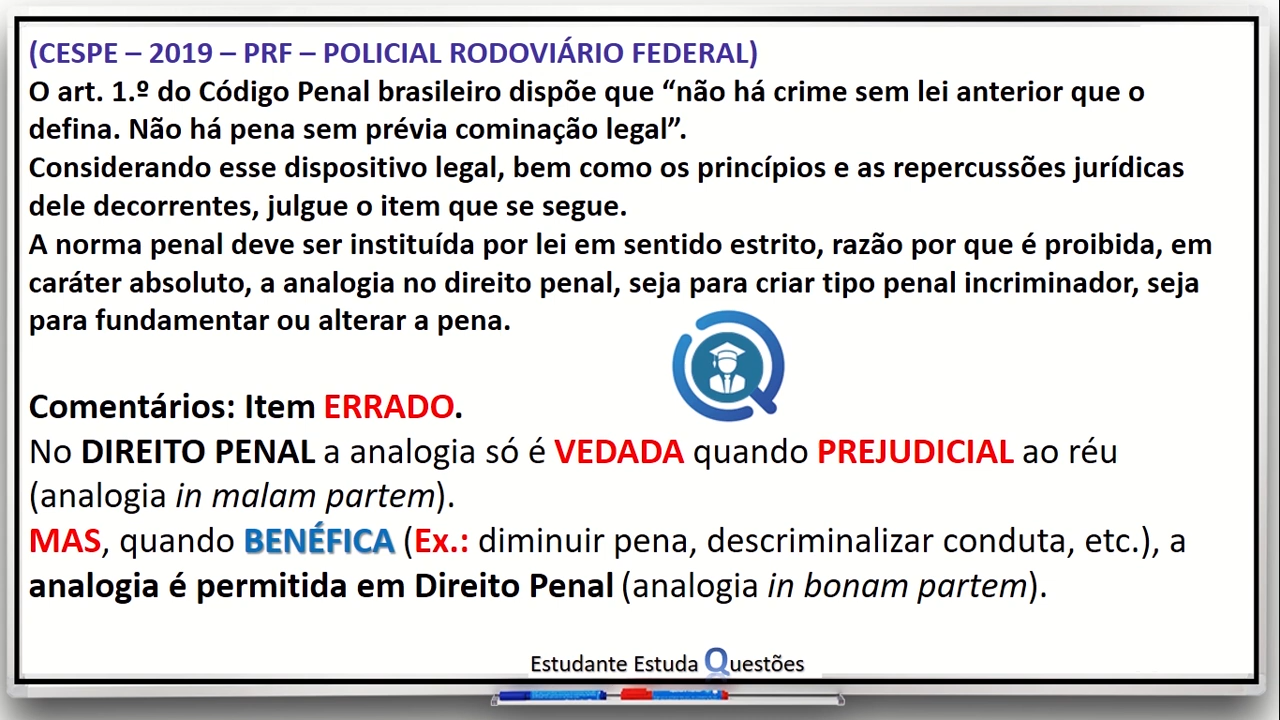 (CESPE – 2019 – PRF – POLICIAL RODOVIÁRIO FEDERAL)
O art. 1.º do Código Penal brasileiro dispõe que “não há crime sem lei anterior que o
defina. Não há pena sem prévia cominação legal”.
Considerando esse dispositivo legal, bem como os princípios e as repercussões jurídicas
dele decorrentes, julgue o item que se segue.
A norma penal deve ser instituída por lei em sentido estrito, razão por que é proibida, em
caráter absoluto, a analogia no direito penal, seja para criar tipo penal incriminador, seja
para fundamentar ou alterar a pena.
Comentários: Item ERRADO.
No DIREITO PENAL a analogia só é VEDADA quando PREJUDICIAL ao réu
(analogia in malam partem).
MAS, quando BENÉFICA (Ex.: diminuir pena, descriminalizar conduta, etc.), a
analogia é permitida em Direito Penal (analogia in bonam partem).
Estudante Estuda Questões